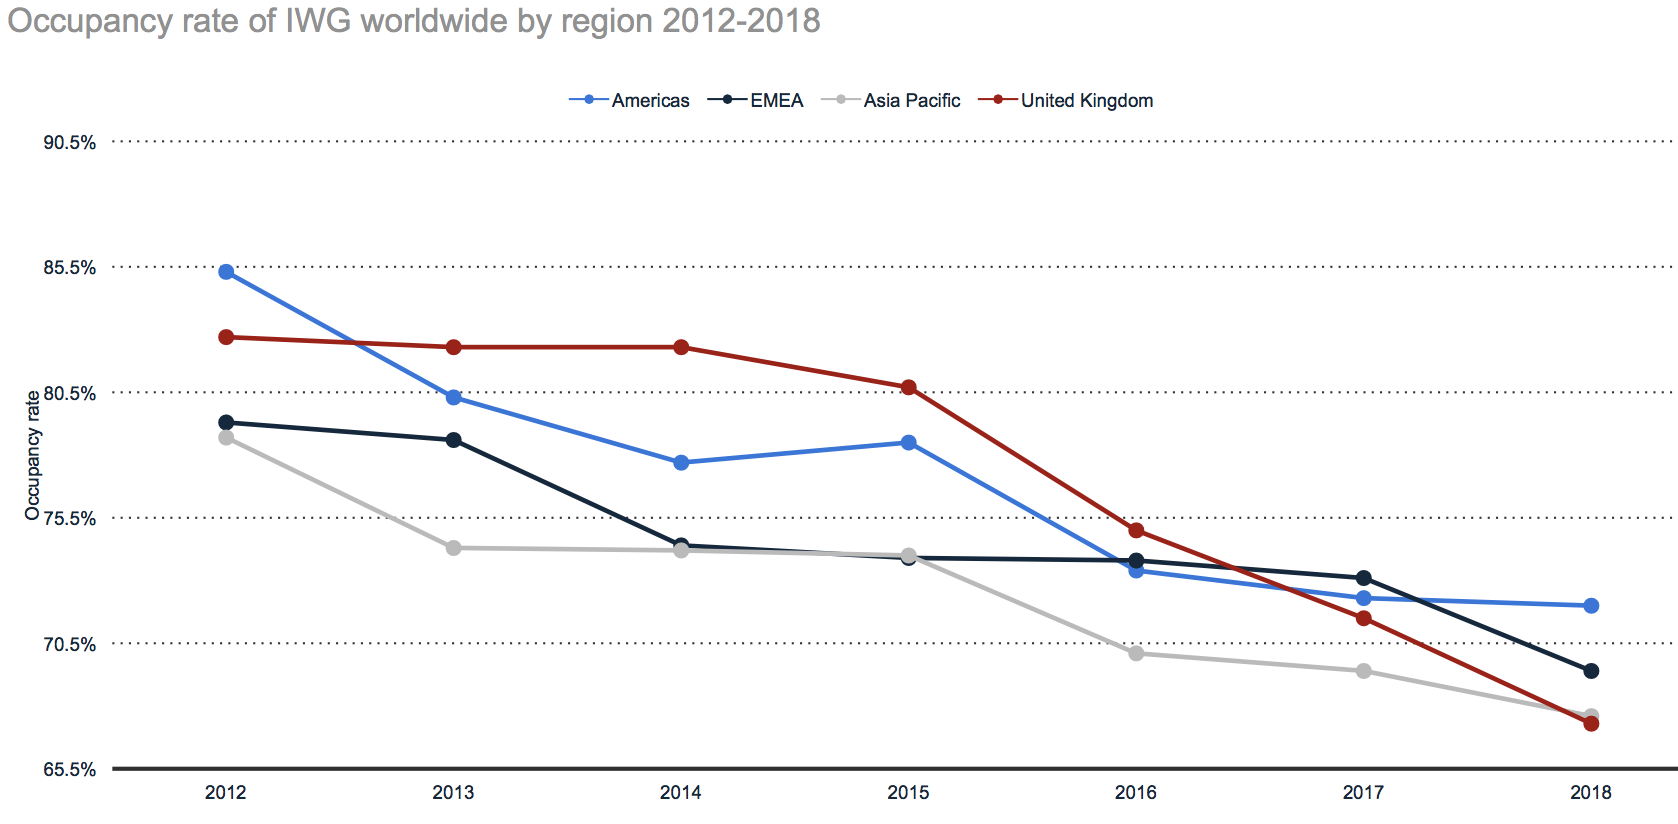 Occupancy rate of IWG worldwide by region 2012-2018
Americas EMEA Asia Pacific United Kingdom
90.5%
85.5%
80.5%
75.5%
70.5%
65.5%
Occupancy rate
2012 2013 2014 2015 2016 2017 2018